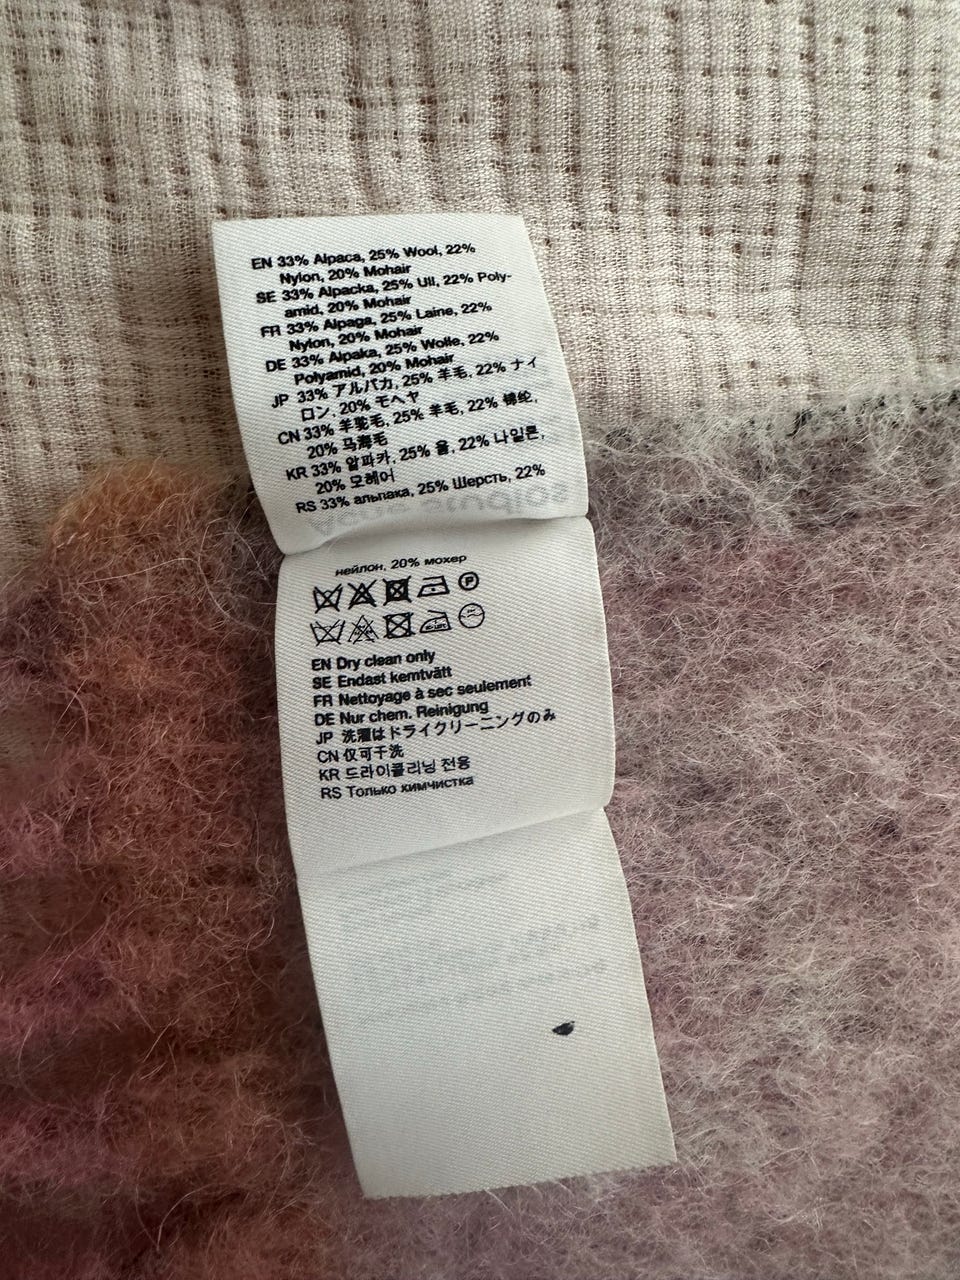 EN 33% Alpaca, 25% Wool, 22%
Nylon, 20% Mohair
SE 33% Alpacka, 25% Ull, 22% Poly-
amid, 20% Mohair
FR 33% Alpaga, 25% Laine, 22%
Nylon, 20% Mohair
DE 33% Alpaka, 25% Wolle, 22%
Polyamid, 20% Mohair
JP 33% アルパカ, 25% 羊毛, 22% ナイ
ロン, 20% モヘヤ
CN 33% 羊驼毛, 25% 羊毛, 22% 锦纶,
20% 马海毛
KR 33% 알파카, 25% 울, 22% 나일론,
20% 모헤어
RS 33% альпака, 25% Шерсть, 22%
нейлон, 20% мохер
P
EN Dry clean only
SE Endast kemtvätt
FR Nettoyage à sec seulement
DE Nur chem. Reinigung
JP 洗濯はドライクリーニングのみ
CN 仅可干洗
KR 드라이클리닝 전용
RS Только химчистка